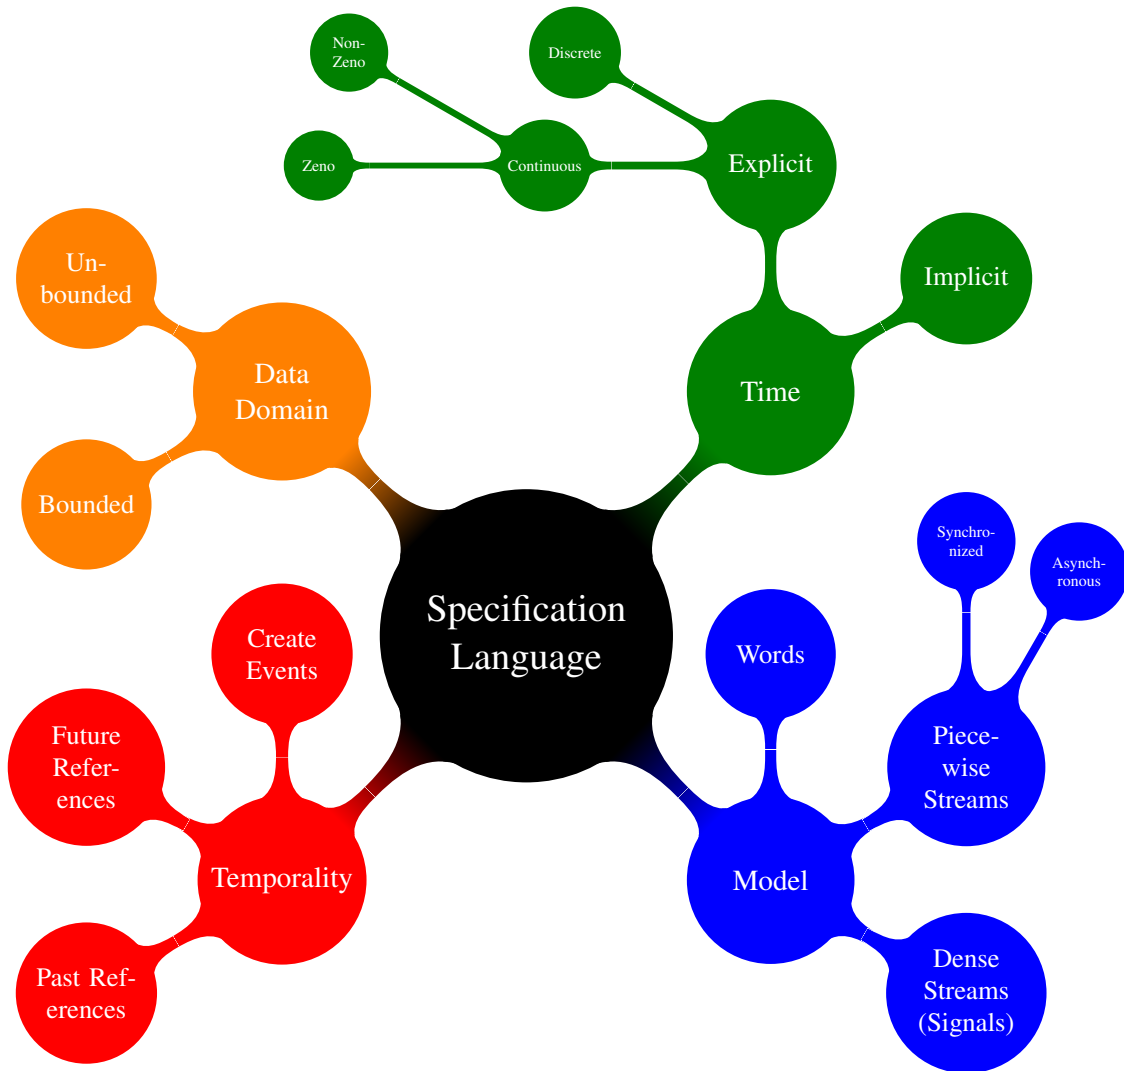 Non-
Zeno
Discrete
Zeno
Continuous
Explicit
Un-
bounded
Implicit
Data
Domain
Time
Bounded
Synchro-
nized
Asynch-
ronous
Specification
Language
Create
Events
Words
Future
Refer-
ences
Piece-
wise
Streams
Temporality
Model
Past Ref-
erences
Dense
Streams
(Signals)